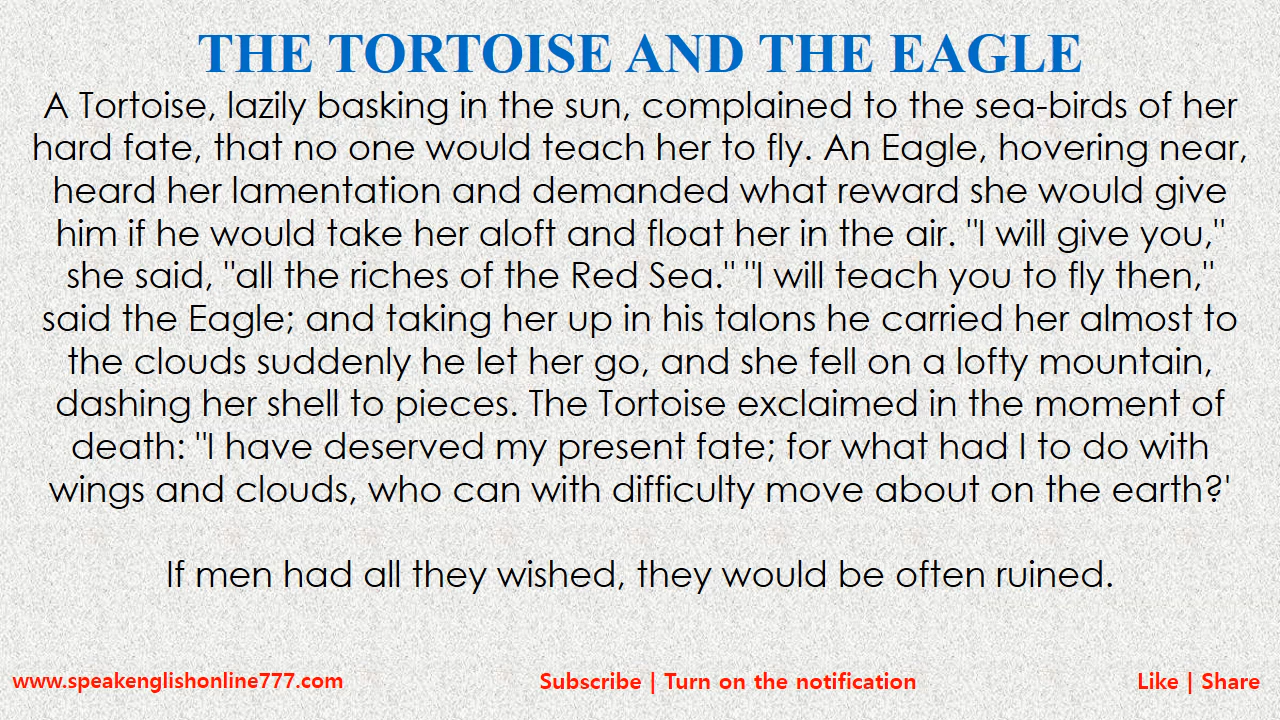 THE TORTOISE AND THE EAGLE
A Tortoise, lazily basking in the sun, complained to the sea-birds of her
hard fate, that no one would teach her to fly. An Eagle, hovering near,
heard her lamentation and demanded what reward she would give
him if he would take her aloft and float her in the air. "I will give you,"
she said, "all the riches of the Red Sea." "I will teach you to fly then,"
said the Eagle; and taking her up in his talons he carried her almost to
the clouds suddenly he let her go, and she fell on a lofty mountain,
dashing her shell to pieces. The Tortoise exclaimed in the moment of
death: "I have deserved my present fate; for what had I to do with
wings and clouds, who can with difficulty move about on the earth?'
If men had all they wished, they would be often ruined.
www.speakenglishonline777.com
Subscribe | Turn on the notification
Like | Share